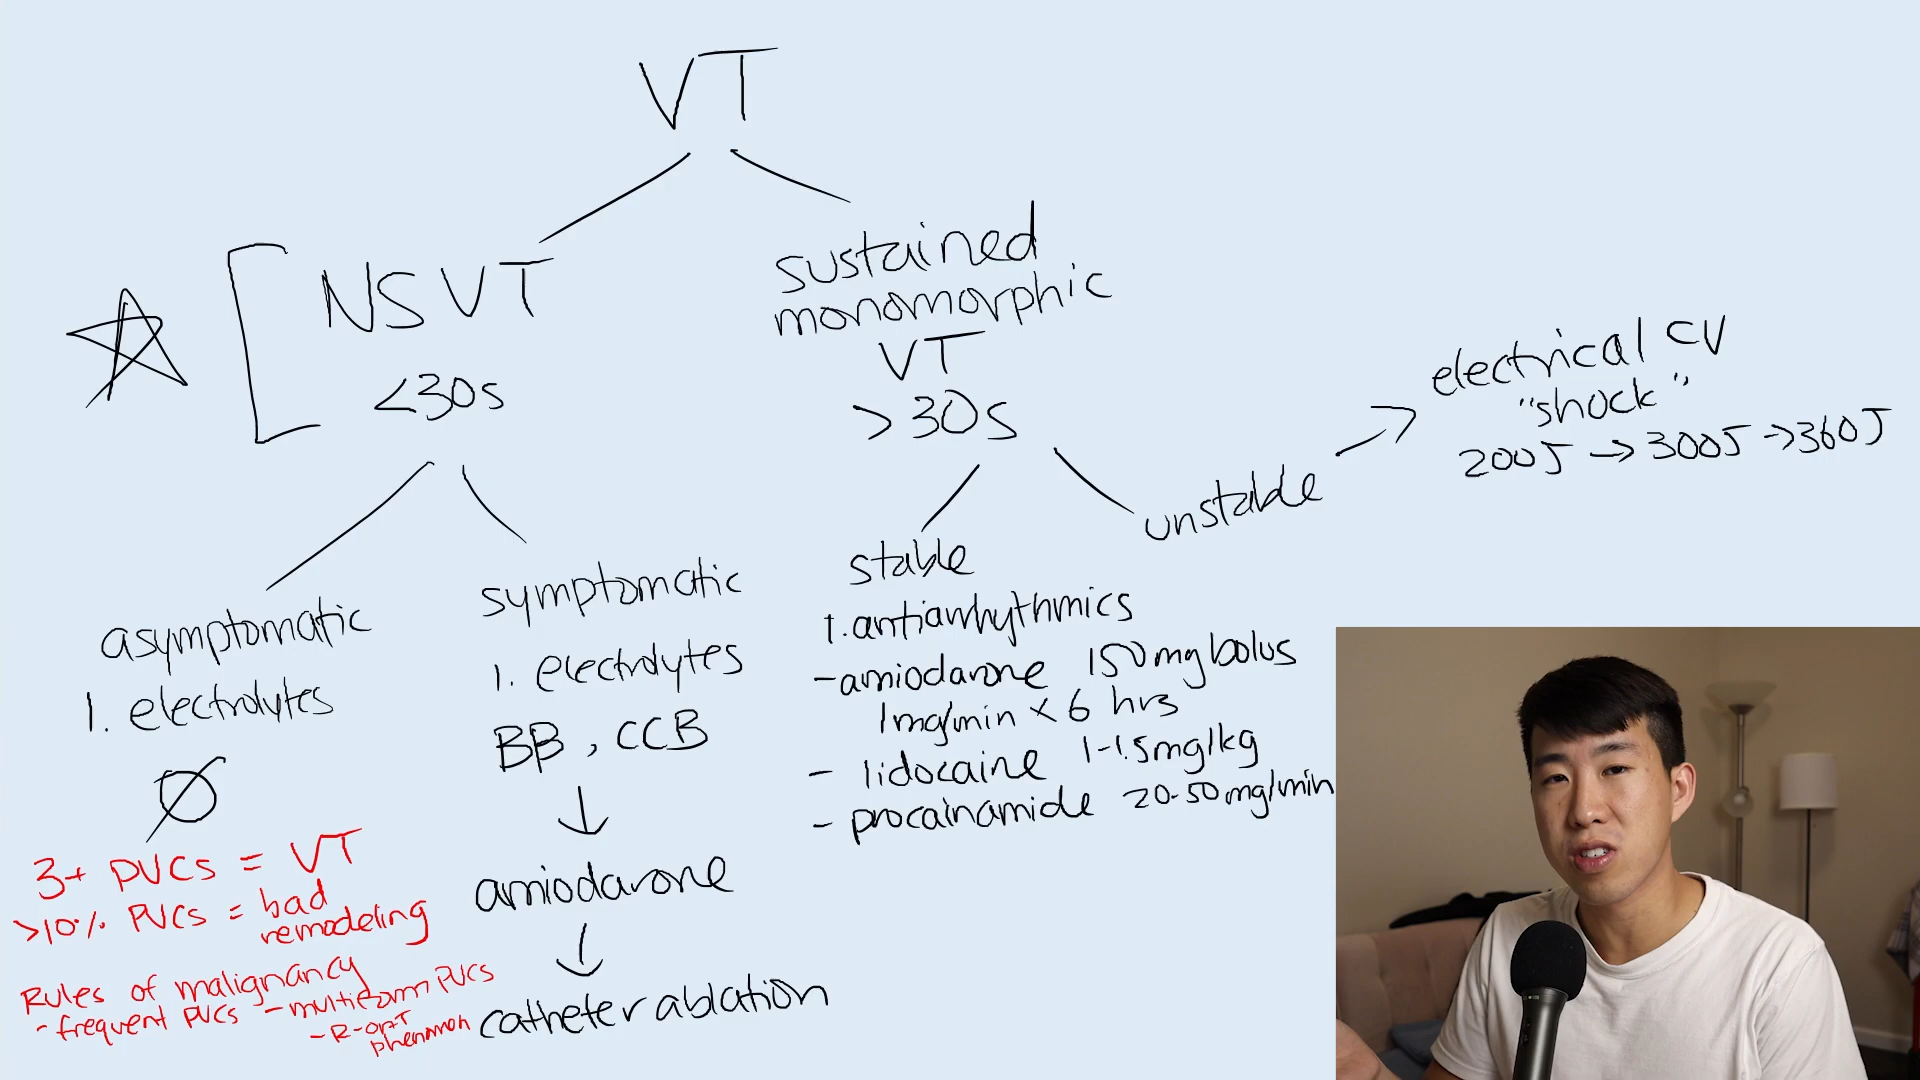 VT
NSVT
<30s
sustained
monomorphic
VT
>30s
asymptomatic
1. electrolytes
Ø
symptomatic
1. electrolytes
BB, CCB
↓
amiodarone
↓
catheter ablation
stable
1. antiarrhythmics
- amiodarone 150mg bolus
1mg/min x 6 hrs
- lidocaine 1-1.5mg/kg
- procainamide 20-50mg/min
unstable
electrical CV
"shock"
200J → 300J → 360J
3+ PVCs = VT
>10% PVCs = bad
remodeling
Rules of malignancy
- frequent PVCs - multiform PVCs
- R-on-T
phenomon